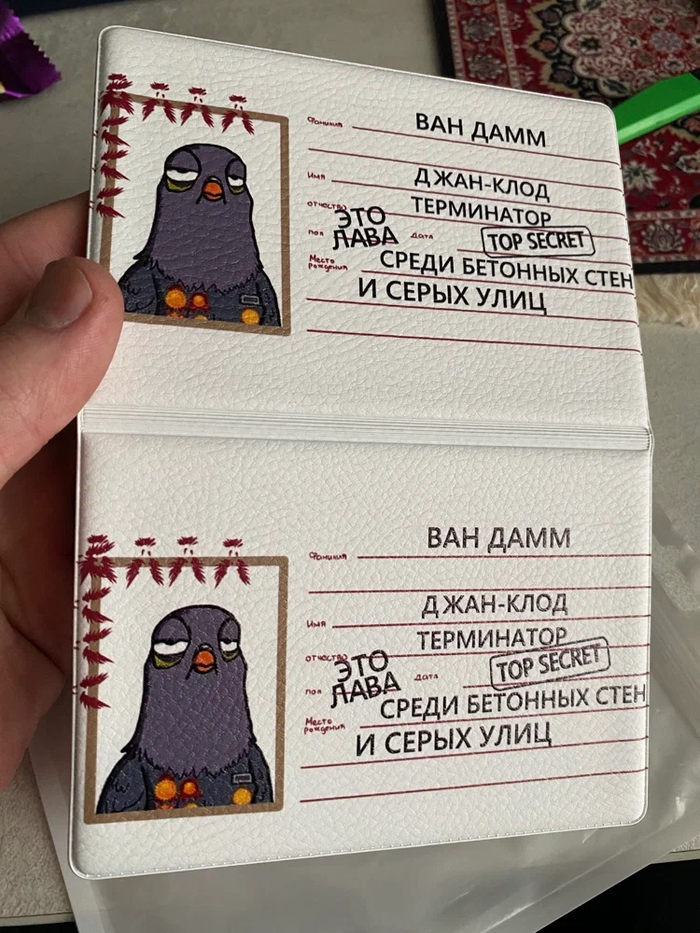 Фамилия ВАН ДАММ
Имя ДЖАН-КЛОД
отчество ТЕРМИНАТОР
пол ЭТО ЛАВА дата TOP SECRET
Место рождения СРЕДИ БЕТОННЫХ СТЕН
И СЕРЫХ УЛИЦ
Фамилия ВАН ДАММ
Имя ДЖАН-КЛОД
отчество ТЕРМИНАТОР
пол ЭТО ЛАВА дата TOP SECRET
Место рождения СРЕДИ БЕТОННЫХ СТЕН
И СЕРЫХ УЛИЦ